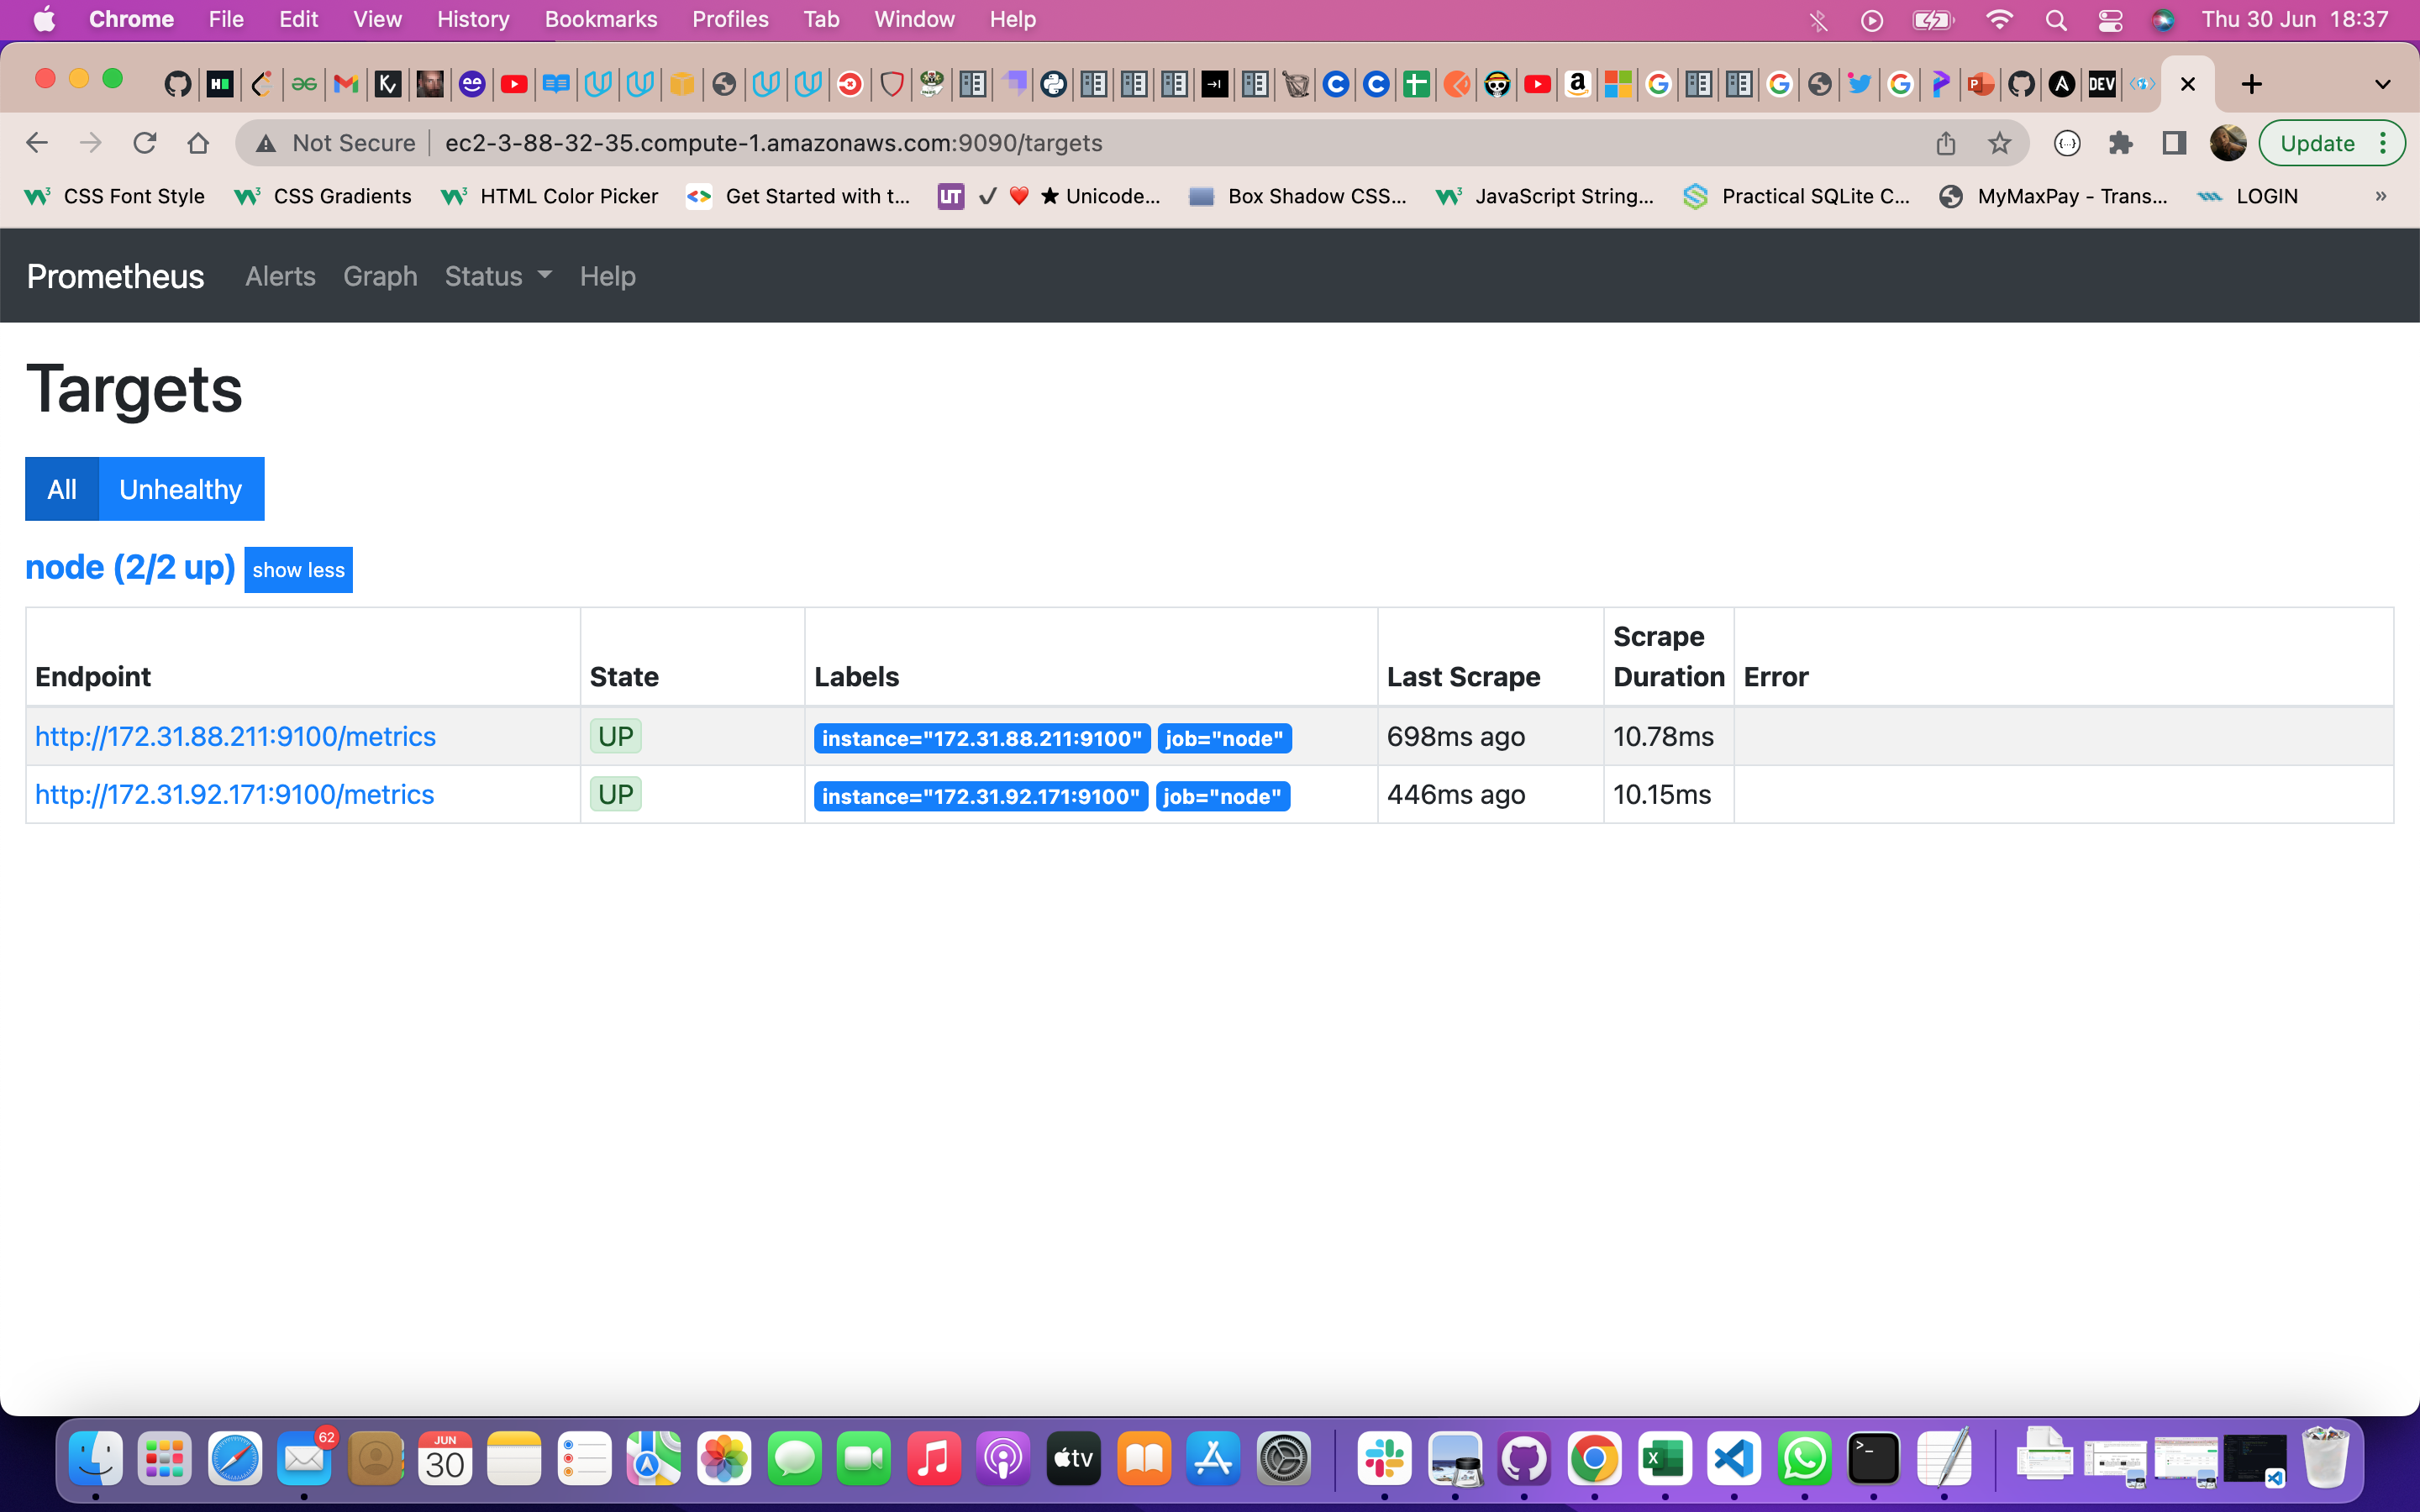 Chrome File Edit View History Bookmarks Profiles Tab Window Help Thu 30 Jun 18:37
DEV
Not Secure ec2-3-88-32-35.compute-1.amazonaws.com:9090/targets Update
CSS Font Style CSS Gradients HTML Color Picker Get Started with t... UT ✓ ❤️ ★ Unicode... Box Shadow CSS... JavaScript String... Practical SQLite C... MyMaxPay - Trans... LOGIN »
Prometheus Alerts Graph Status Help
Targets
All Unhealthy
node (2/2 up) show less
Endpoint State Labels Last Scrape Scrape Duration Error
http://172.31.88.211:9100/metrics UP instance="172.31.88.211:9100" job="node" 698ms ago 10.78ms
http://172.31.92.171:9100/metrics UP instance="172.31.92.171:9100" job="node" 446ms ago 10.15ms
62
JUN
30
tv